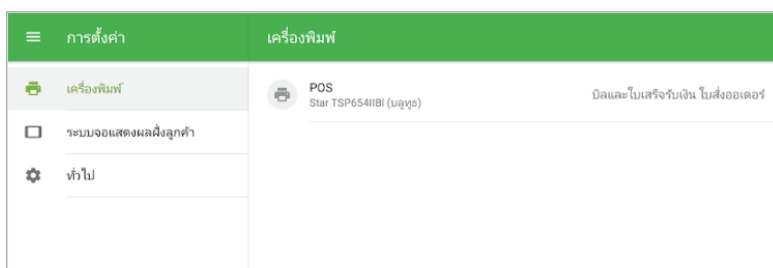 การตั้งค่า
เครื่องพิมพ์
เครื่องพิมพ์
ระบบจอแสดงผลฝั่งลูกค้า
ทั่วไป
POS
Star TSP654IIBI (บลูทูธ)
บิลและใบเสร็จรับเงิน ใบสั่งออเดอร์